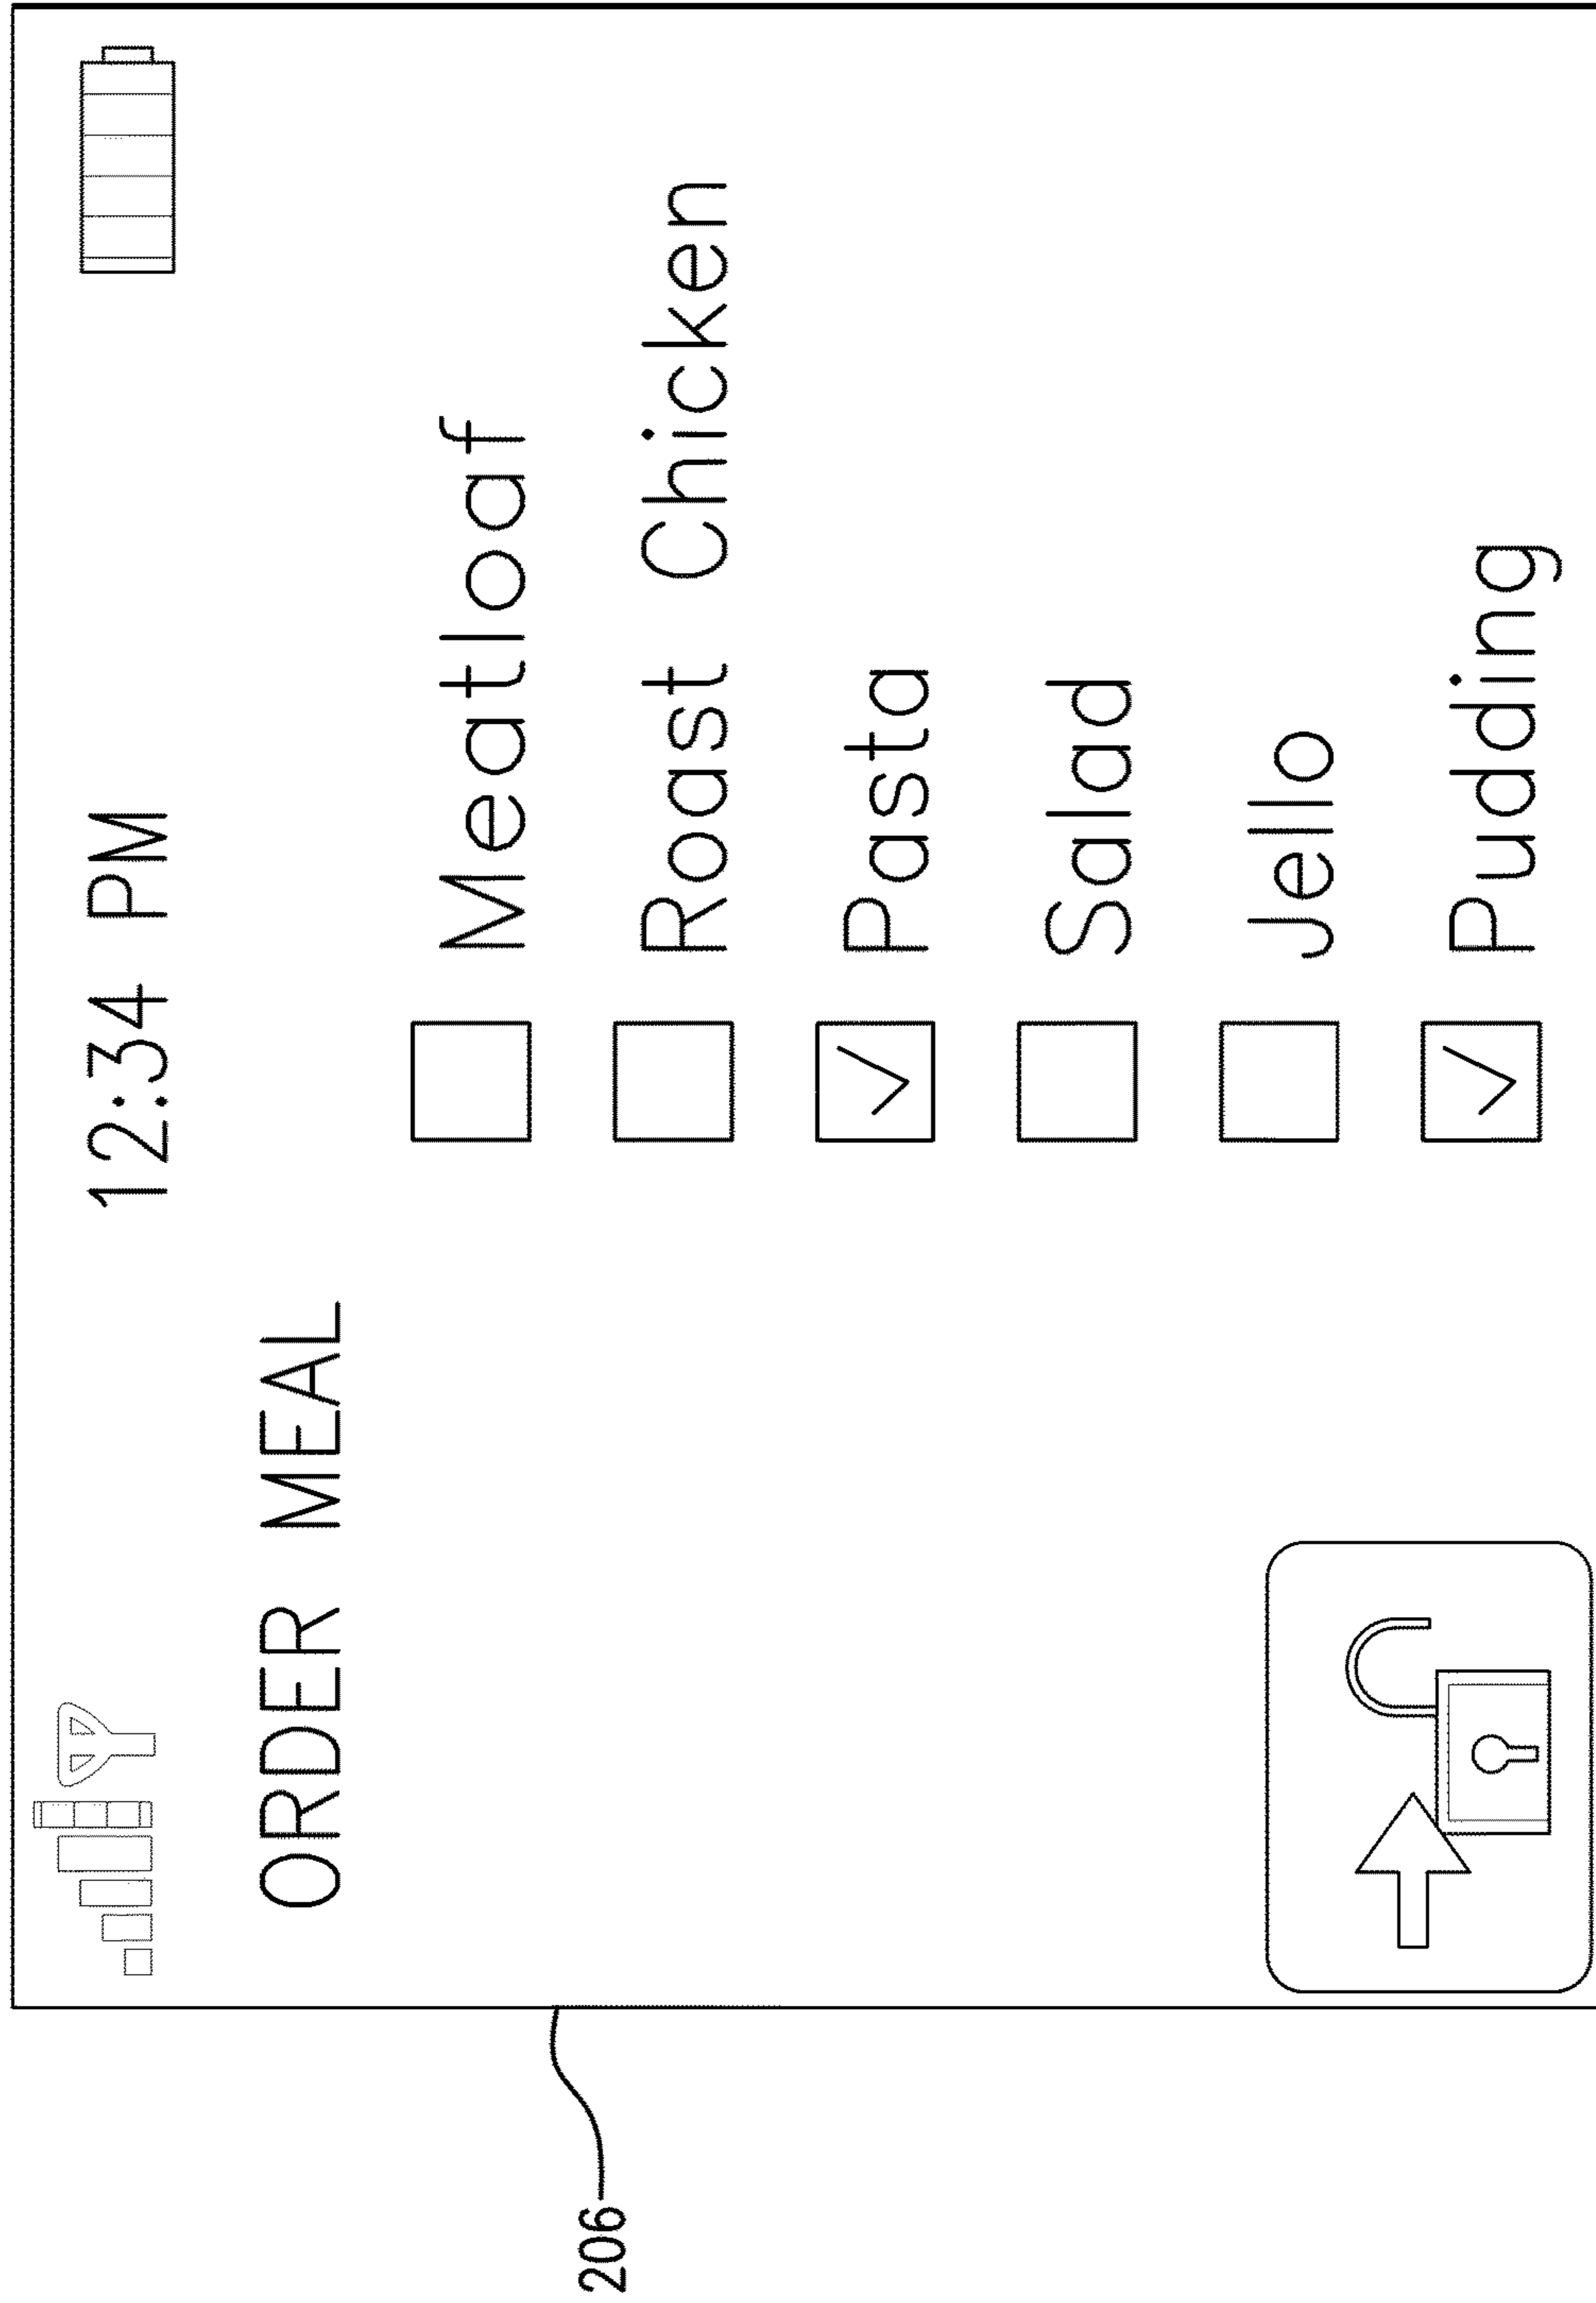 12:34 PM
ORDER MEAL
Meatloaf
Roast Chicken
Pasta
Salad
Jello
Pudding
206